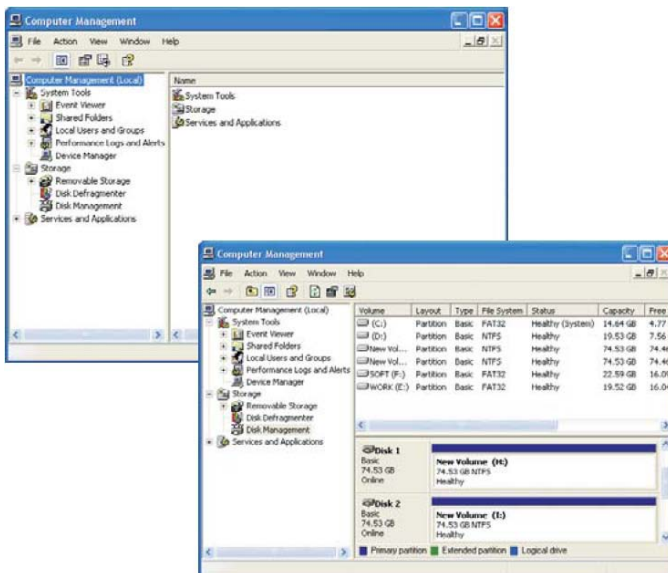 Computer Management
File Action View Window Help
Computer Management (Local)
System Tools
Event Viewer
Shared Folders
Local Users and Groups
Performance Logs and Alerts
Device Manager
Storage
Removable Storage
Disk Defragmenter
Disk Management
Services and Applications
Name
System Tools
Storage
Services and Applications
Computer Management
File Action View Window Help
Computer Management (Local)
System Tools
Event Viewer
Shared Folders
Local Users and Groups
Performance Logs and Alerts
Device Manager
Storage
Removable Storage
Disk Defragmenter
Disk Management
Services and Applications
Volume Layout Type File System Status Capacity Free
(C:) Partition Basic FAT32 Healthy (System) 14.64 GB 4.77
(D:) Partition Basic NTFS Healthy 19.53 GB 7.56
New Vol... Partition Basic NTFS Healthy 74.53 GB 74.46
New Vol... Partition Basic NTFS Healthy 74.53 GB 74.46
SOFT (F:) Partition Basic FAT32 Healthy 22.59 GB 16.09
WORK (E:) Partition Basic FAT32 Healthy 19.52 GB 16.04
Disk 1
Basic
74.53 GB
Online
New Volume (H:)
74.53 GB NTFS
Healthy
Disk 2
Basic
74.53 GB
Online
New Volume (I:)
74.53 GB NTFS
Healthy
Primary partition Extended partition Logical drive